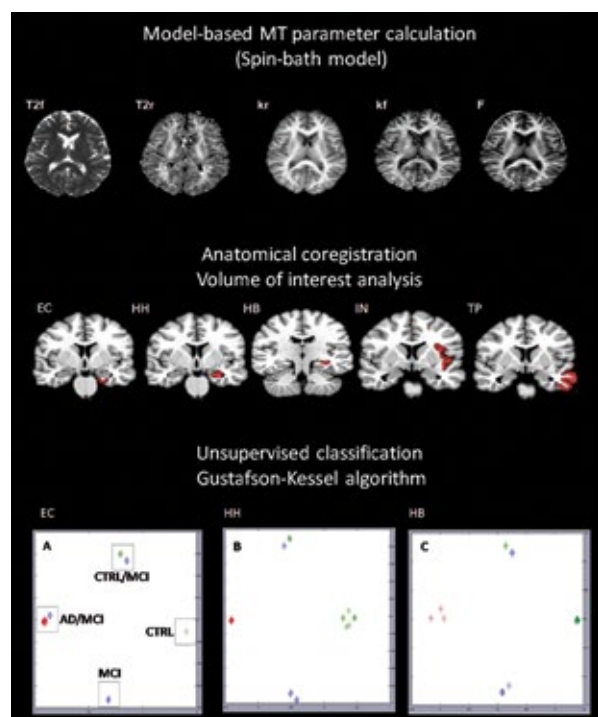 Model-based MT parameter calculation
(Spin-bath model)
T2f T2r kr kf F
Anatomical coregistration
Volume of interest analysis
EC HH HB IN TP
Unsupervised classification
Gustafson-Kessel algorithm
EC HH HB
A B C
CTRL/MCI
AD/MCI
CTRL
MCI